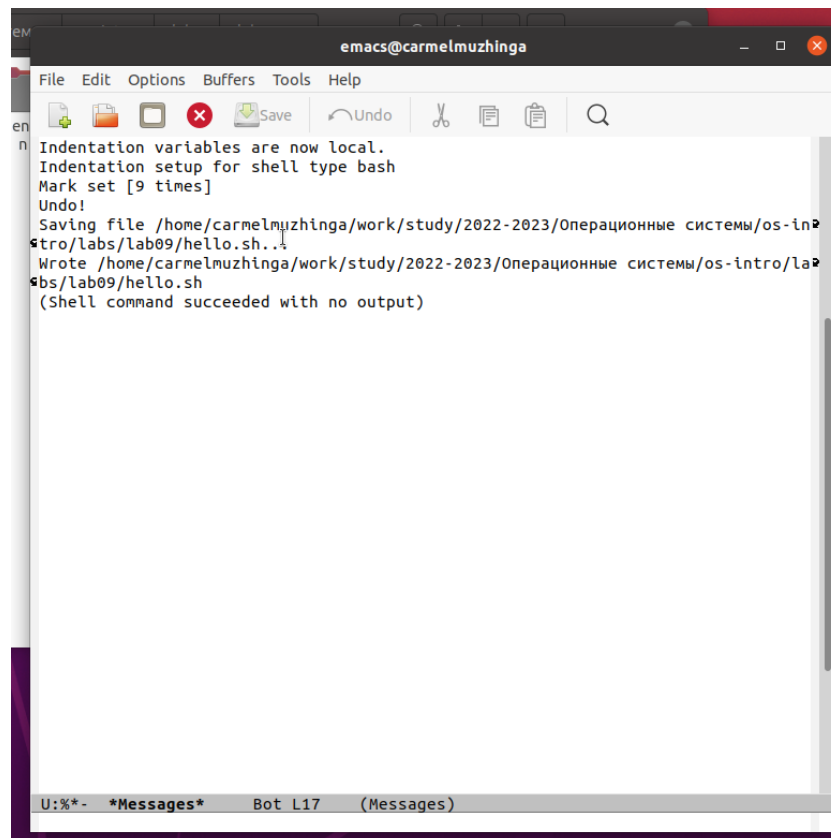 ем
emacs@carmelmuzhinga
File Edit Options Buffers Tools Help
Save Undo
en
n
Indentation variables are now local.
Indentation setup for shell type bash
Mark set [9 times]
Undo!
Saving file /home/carmelmuzhinga/work/study/2022-2023/Операционные системы/os-in
tro/labs/lab09/hello.sh...
Wrote /home/carmelmuzhinga/work/study/2022-2023/Операционные системы/os-intro/la
bs/lab09/hello.sh
(Shell command succeeded with no output)
U:%*- *Messages* Bot L17 (Messages)